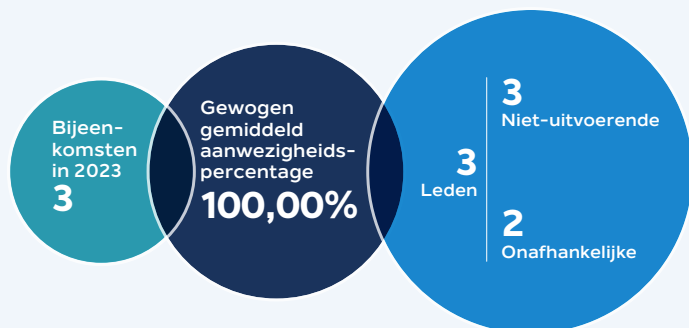 Bijeen-
komsten
in 2023
3
Gewogen
gemiddeld
aanwezigheids-
percentage
100,00%
3
Leden
3
Niet-uitvoerende
2
Onafhankelijke